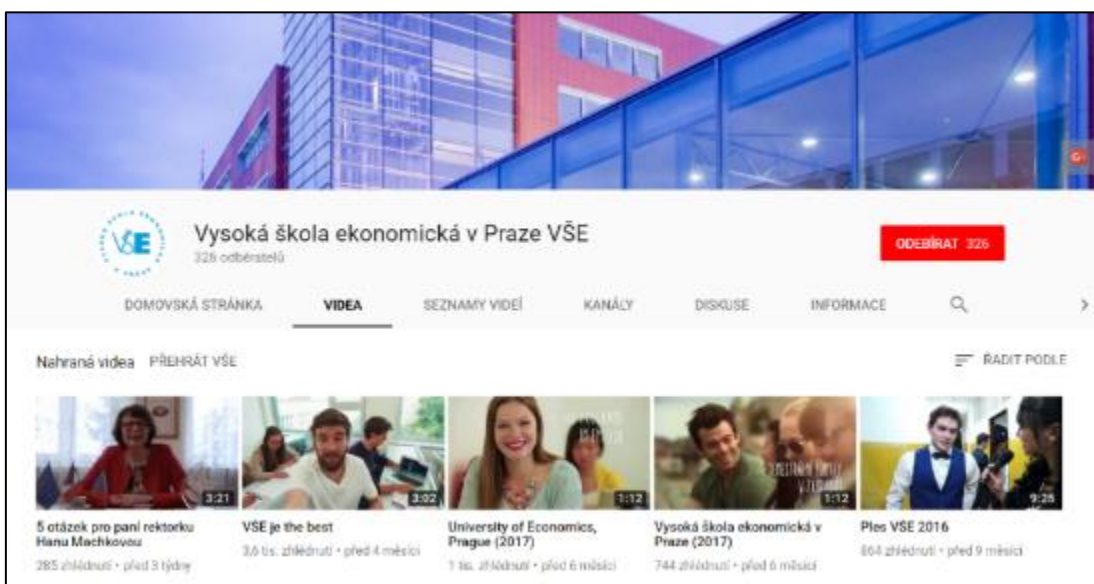 Vysoká škola ekonomická v Praze VŠE
326 odběratelů
ODEBÍRAT 326
DOMOVSKÁ STRÁNKA VIDEA SEZNAMY VIDEÍ KANÁLY DISKUSE INFORMACE
Nahraná videa PŘEHRÁT VŠE
ŘADIT PODLE
3:21
5 otázek pro paní rektorku
Hanu Machkovou
285 zhlédnutí • před 3 týdny
3:02
VŠE je the best
3,6 tis. zhlédnutí • před 4 měsíci
1:12
University of Economics,
Prague (2017)
1 tis. zhlédnutí • před 6 měsíci
1:12
Vysoká škola ekonomická v
Praze (2017)
744 zhlédnutí • před 6 měsíci
9:25
Ples VŠE 2016
864 zhlédnutí • před 9 měsíci